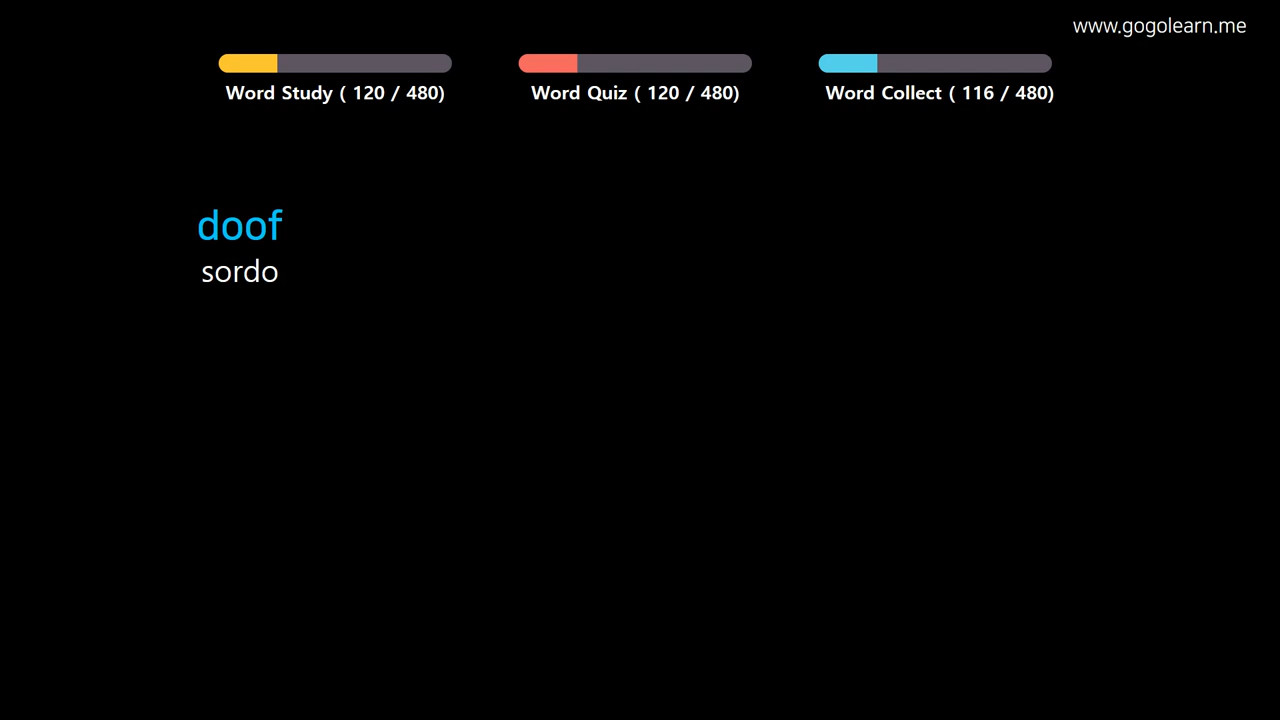 www.gogolearn.me
Word Study ( 120 / 480)
Word Quiz ( 120 / 480)
Word Collect ( 116 / 480)
doof
sordo